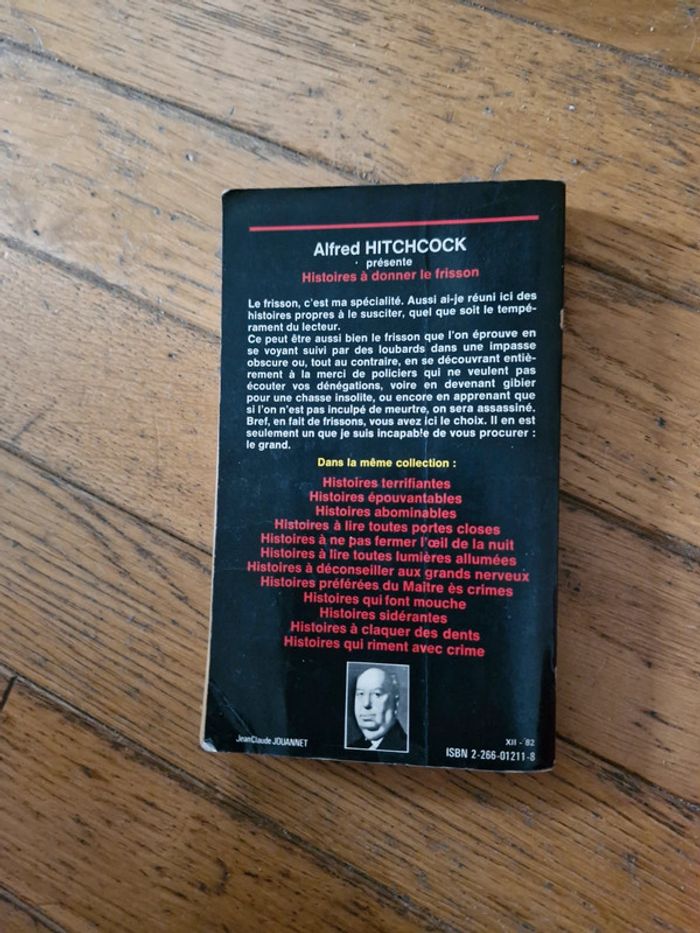 Alfred HITCHCOCK
présente
Histoires à donner le frisson
Le frisson, c'est ma spécialité. Aussi ai-je réuni ici des
histoires propres à le susciter, quel que soit le tempé-
rament du lecteur.
Ce peut être aussi bien le frisson que l'on éprouve en
se voyant suivi par des loubards dans une impasse
obscure ou, tout au contraire, en se découvrant entiè-
rement à la merci de policiers qui ne veulent pas
écouter vos dénégations, voire en devenant gibier
pour une chasse insolite, ou encore en apprenant que
si l'on n'est pas inculpé de meurtre, on sera assassiné.
Bref, en fait de frissons, vous avez ici le choix. Il en est
seulement un que je suis incapable de vous procurer :
le grand.
Dans la même collection :
Histoires terrifiantes
Histoires épouvantables
Histoires abominables
Histoires à lire toutes portes closes
Histoires à ne pas fermer l'œil de la nuit
Histoires à lire toutes lumières allumées
Histoires à déconseiller aux grands nerveux
Histoires préférées du Maître ès crimes
Histoires qui font mouche
Histoires sidérantes
Histoires à claquer des dents
Histoires qui riment avec crime
JeanClaude JOUANNET
XII - 82
ISBN 2-266-01211-8